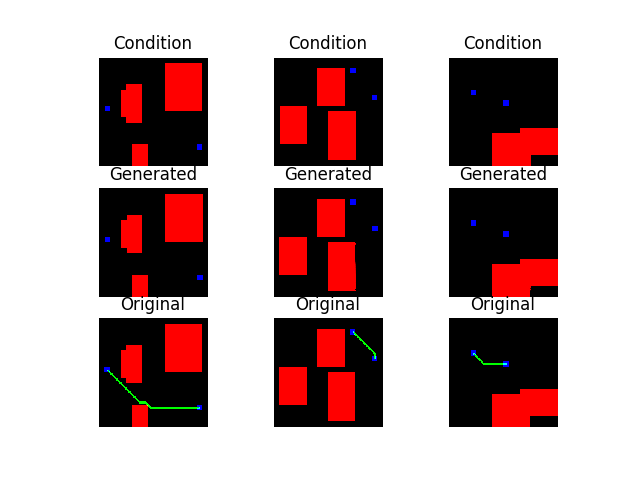 Condition Condition Condition
Generated Generated Generated
Original Original Original